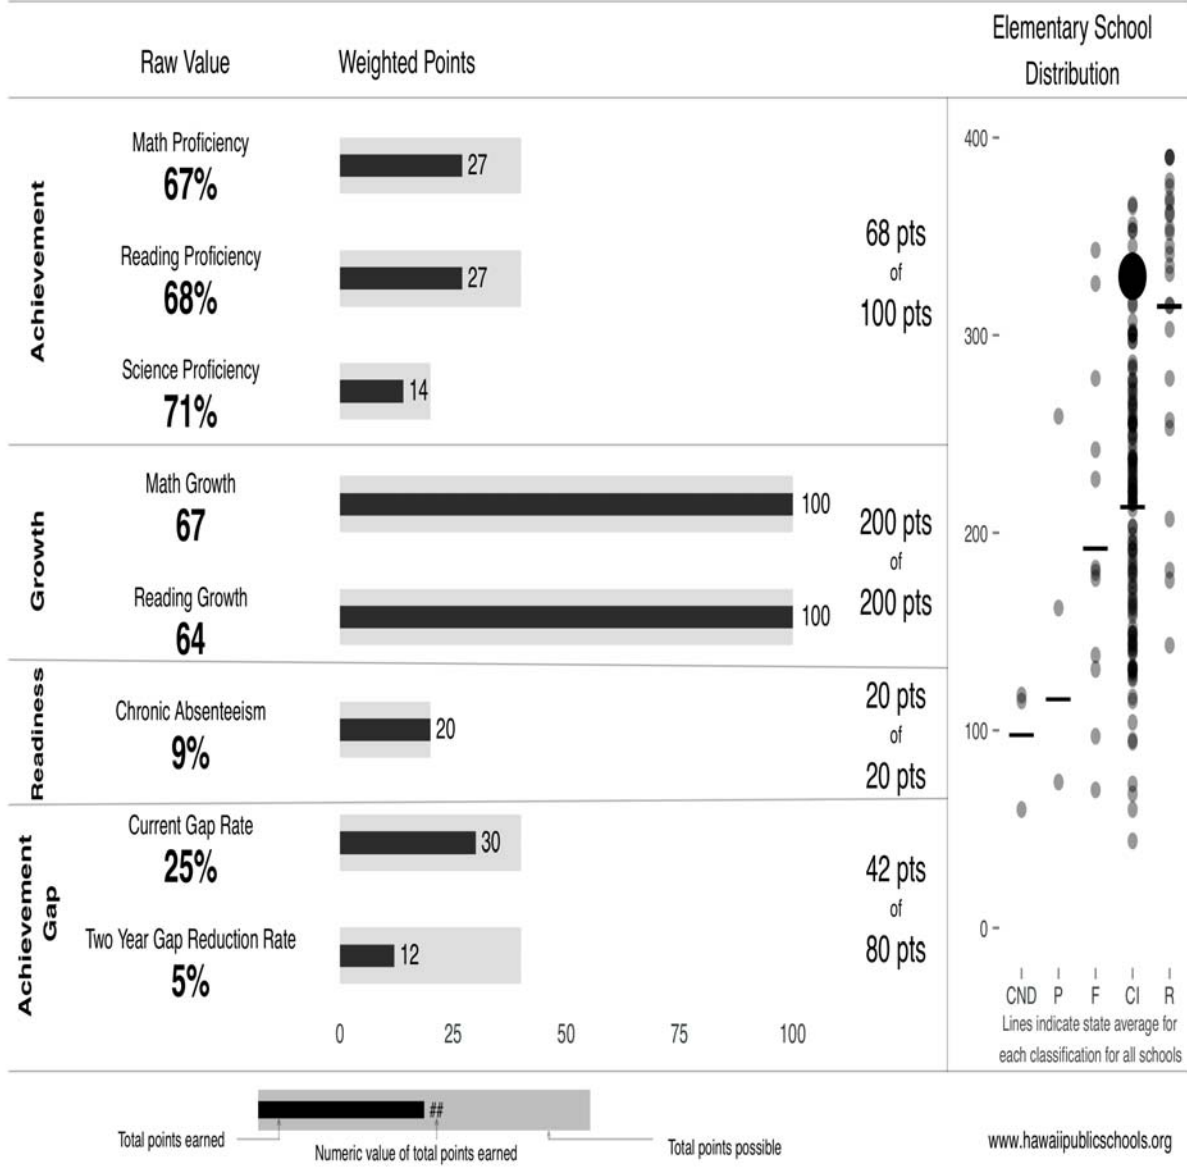 Raw Value
Weighted Points
Elementary School
Distribution
Achievement
Math Proficiency
67%
27
Reading Proficiency
68%
27
Science Proficiency
71%
14
68 pts
of
100 pts
Growth
Math Growth
67
100
Reading Growth
64
100
200 pts
of
200 pts
Readiness
Chronic Absenteeism
9%
20
20 pts
of
20 pts
Achievement
Gap
Current Gap Rate
25%
30
Two Year Gap Reduction Rate
5%
12
42 pts
of
80 pts
0 25 50 75 100
400
300
200
100
0
CND P F CI R
Lines indicate state average for
each classification for all schools
##
Total points earned
Numeric value of total points earned
Total points possible
www.hawaiipublicschools.org